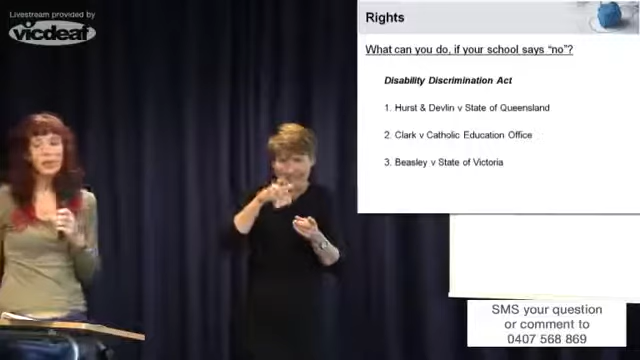 Livestream provided by
vicdeaf
Rights
What can you do, if your school says "no"?
Disability Discrimination Act
1. Hurst & Devlin v State of Queensland
2. Clark v Catholic Education Office
3. Beasley v State of Victoria
SMS your question
or comment to
0407 568 869